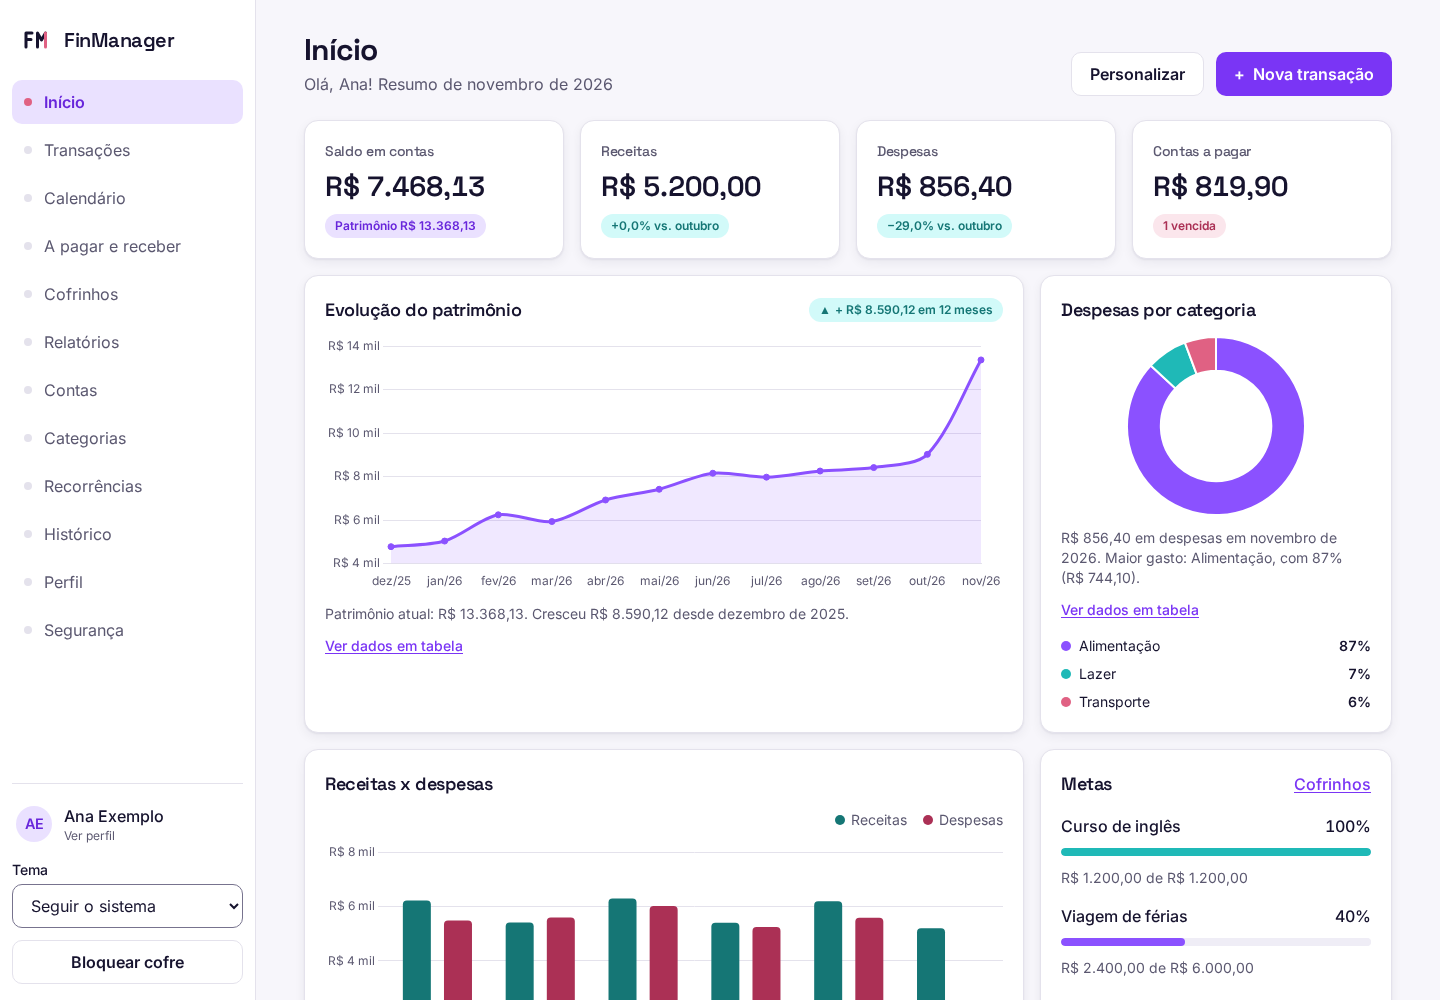 FM FinManager
Início
Transações
Calendário
A pagar e receber
Cofrinhos
Relatórios
Contas
Categorias
Recorrências
Histórico
Perfil
Segurança
AE
Ana Exemplo
Ver perfil
Tema
Seguir o sistema
Bloquear cofre
Início
Olá, Ana! Resumo de novembro de 2026
Personalizar
+ Nova transação
Saldo em contas
R$ 7.468,13
Patrimônio R$ 13.368,13
Receitas
R$ 5.200,00
+0,0% vs. outubro
Despesas
R$ 856,40
−29,0% vs. outubro
Contas a pagar
R$ 819,90
1 vencida
Evolução do patrimônio
▲ + R$ 8.590,12 em 12 meses
R$ 14 mil
R$ 12 mil
R$ 10 mil
R$ 8 mil
R$ 6 mil
R$ 4 mil
dez/25 jan/26 fev/26 mar/26 abr/26 mai/26 jun/26 jul/26 ago/26 set/26 out/26 nov/26
Patrimônio atual: R$ 13.368,13. Cresceu R$ 8.590,12 desde dezembro de 2025.
Ver dados em tabela
Despesas por categoria
R$ 856,40 em despesas em novembro de
2026. Maior gasto: Alimentação, com 87%
(R$ 744,10).
Ver dados em tabela
Alimentação 87%
Lazer 7%
Transporte 6%
Receitas x despesas
Receitas Despesas
R$ 8 mil
R$ 6 mil
R$ 4 mil
Metas Cofrinhos
Curso de inglês 100%
R$ 1.200,00 de R$ 1.200,00
Viagem de férias 40%
R$ 2.400,00 de R$ 6.000,00